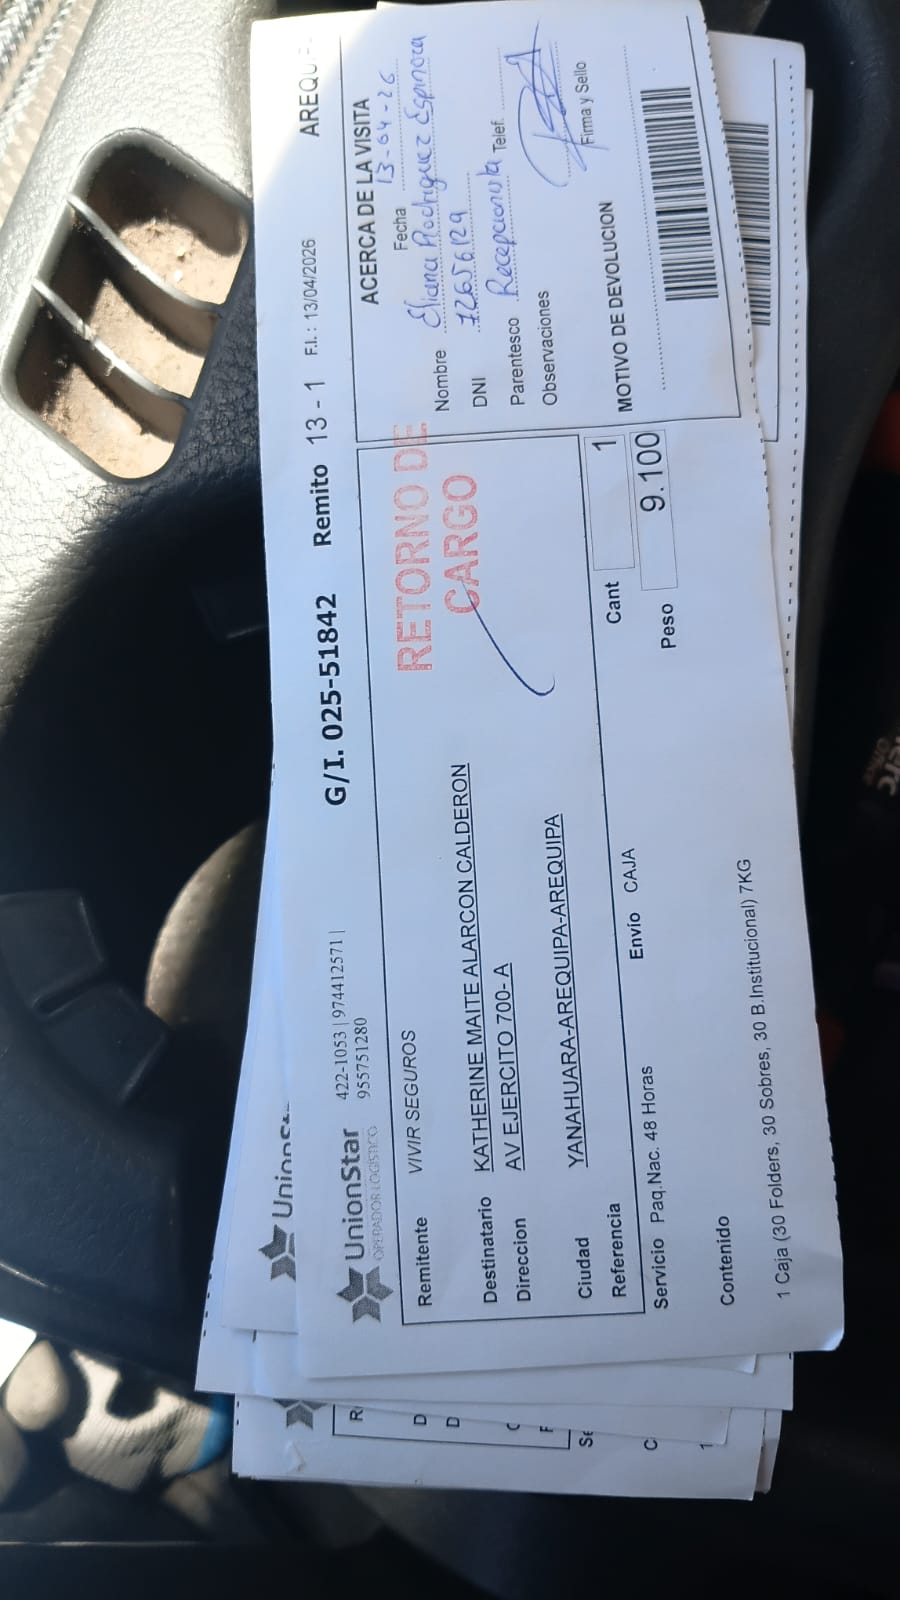 UnionStar
OPERADOR LOGÍSTICO
422-1053 | 974412571 |
955751280
G/I. 025-51842
Remito 13 - 1
F.I. : 13/04/2026
Remitente VIVIR SEGUROS
Destinatario KATHERINE MAITE ALARCON CALDERON
Direccion AV EJERCITO 700- A
Ciudad YANAHUARA-AREQUIPA-AREQUIPA
Referencia
Servicio Paq.Nac. 48 Horas
Envío CAJA
Cant 1
Peso 9.100
Contenido
1 Caja (30 Folders, 30 Sobres, 30 B.Institucional) 7KG
RETORNO DE
CARGO
ACERCA DE LA VISITA
Fecha 13-04-26
Nombre Eliana Rodriguez Espinoza
DNI 72656129
Parentesco Recepcionista Telef.
Observaciones
Firma y Sello
MOTIVO DE DEVOLUCION